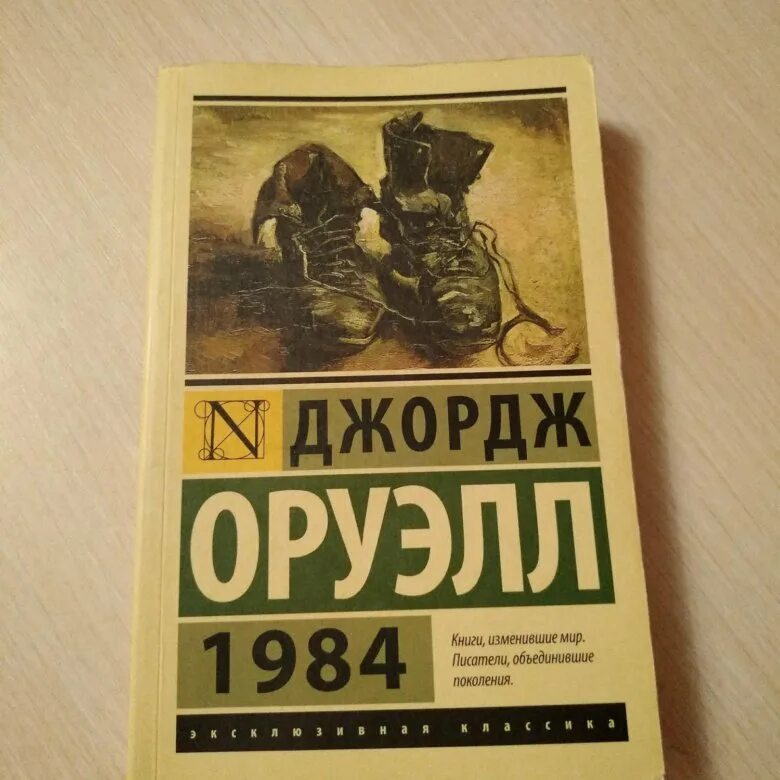 N
ДЖОРДЖ
ОРУЭЛЛ
1984
Книги, изменившие мир.
Писатели, объединившие
поколения.
эксклюзивная классика